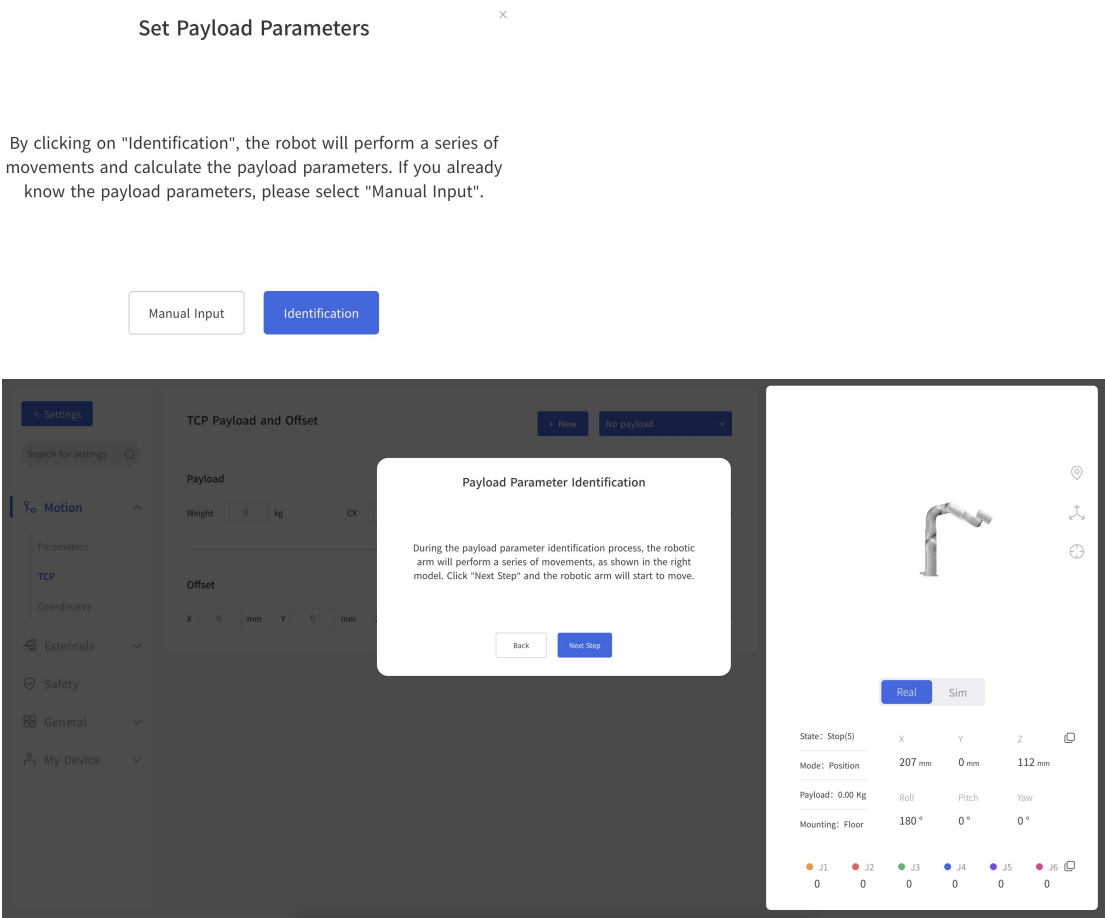 Set Payload Parameters
By clicking on "Identification", the robot will perform a series of
movements and calculate the payload parameters. If you already
know the payload parameters, please select "Manual Input".
Manual Input Identification
← Settings
Search for settings
Motion
Parameters
TCP
Coordinates
Externals
Safety
General
My Device
TCP Payload and Offset
+ New No payload
Payload
Weight 0 kg CX
Offset
X 0 mm Y 0 mm
Payload Parameter Identification
During the payload parameter identification process, the robotic
arm will perform a series of movements, as shown in the right
model. Click "Next Step" and the robotic arm will start to move.
Back Next Step
Real Sim
State: Stop(5)
Mode: Position
Payload: 0.00 Kg
Mounting: Floor
X Y Z
207 mm 0 mm 112 mm
Roll Pitch Yaw
180 ° 0 ° 0 °
J1 J2 J3 J4 J5 J6
0 0 0 0 0 0